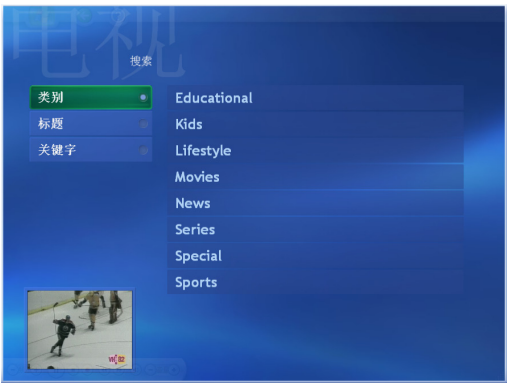 电视
搜索
类别
标题
关键字
Educational
Kids
Lifestyle
Movies
News
Series
Special
Sports